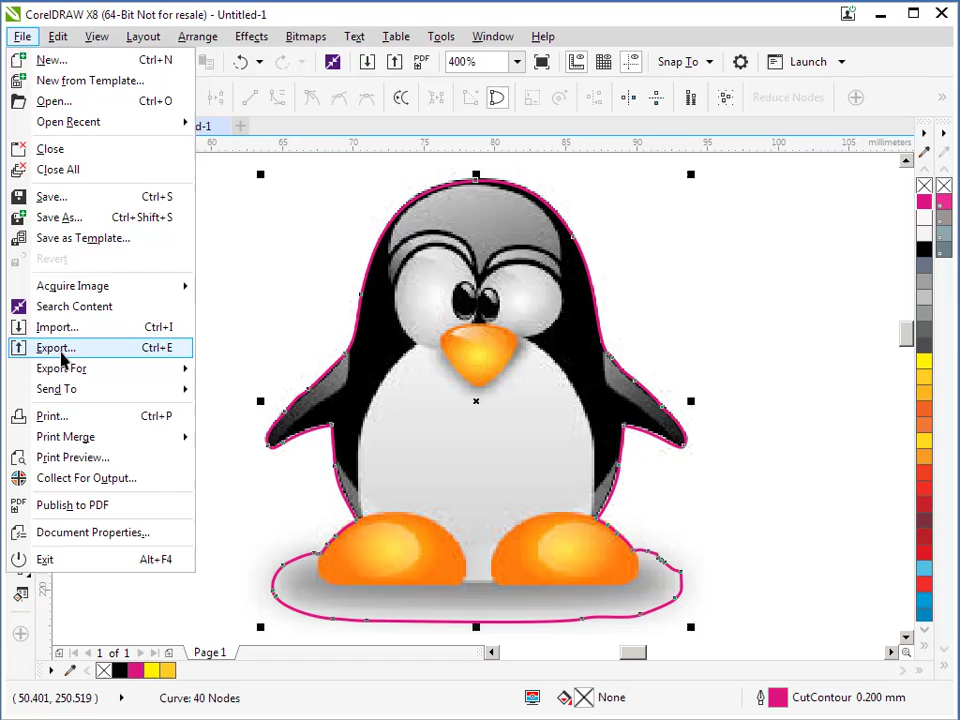 CorelDRAW X8 (64-Bit Not for resale) - Untitled-1
File Edit View Layout Arrange Effects Bitmaps Text Table Tools Window Help
New... Ctrl+N
New from Template...
Open... Ctrl+O
Open Recent
Close
Close All
Save... Ctrl+S
Save As... Ctrl+Shift+S
Save as Template...
Revert
Acquire Image
Search Content
Import... Ctrl+I
Export... Ctrl+E
Export For
Send To
Print... Ctrl+P
Print Merge
Print Preview...
Collect For Output...
PDF Publish to PDF
Document Properties...
Exit Alt+F4
PDF 400% Snap To Launch
Reduce Nodes
d-1
60 65 70 75 80 85 90 95 100 105 millimeters
220
1 of 1 Page1
(50.401, 250.519) Curve: 40 Nodes None CutContour 0.200 mm